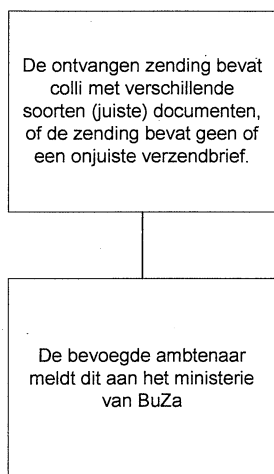 De ontvangen zending bevat
colli met verschillende
soorten (juiste) documenten,
of de zending bevat geen of
een onjuiste verzendbrief.
De bevoegde ambtenaar
meldt dit aan het ministerie
van BuZa